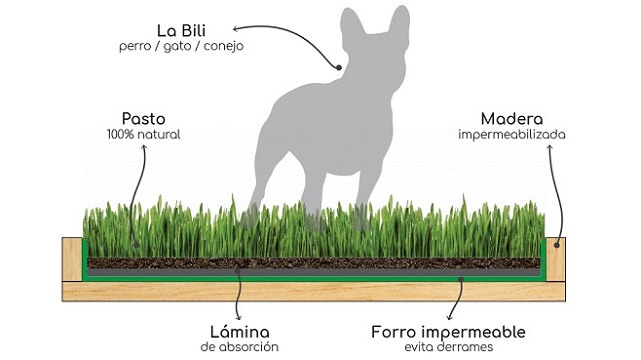 La Bili
perro / gato / conejo
Pasto
100% natural
Madera
impermeabilizada
Lámina
de absorción
Forro impermeable
evita derrames